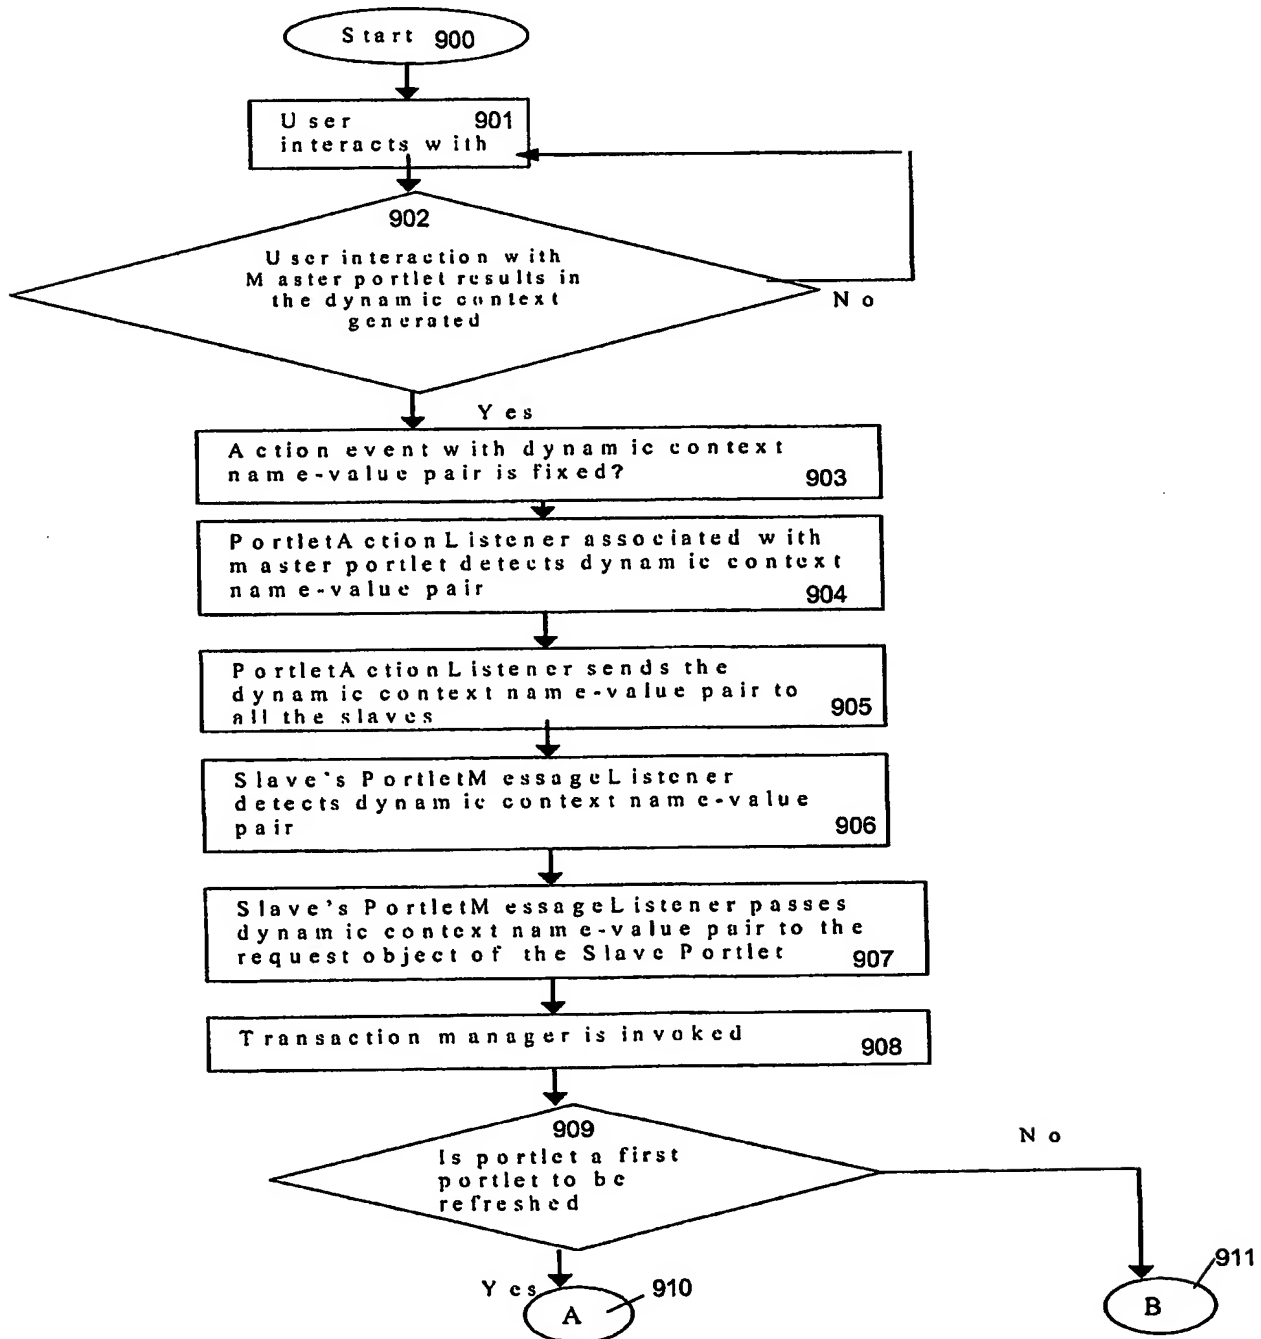 Start 900
User 901
interacts with
902
User interaction with
Master portlet results in
the dynamic context
generated
No
Yes
Action event with dynamic context
name-value pair is fixed? 903
PortletActionListener associated with
master portlet detects dynamic context
name-value pair 904
PortletActionListener sends the
dynamic context name-value pair to
all the slaves 905
Slave's PortletMessageListener
detects dynamic context name-value
pair 906
Slave's PortletMessageListener passes
dynamic context name-value pair to the
request object of the Slave Portlet 907
Transaction manager is invoked 908
909
Is portlet a first
portlet to be
refreshed
No
Yes
A 910
B 911